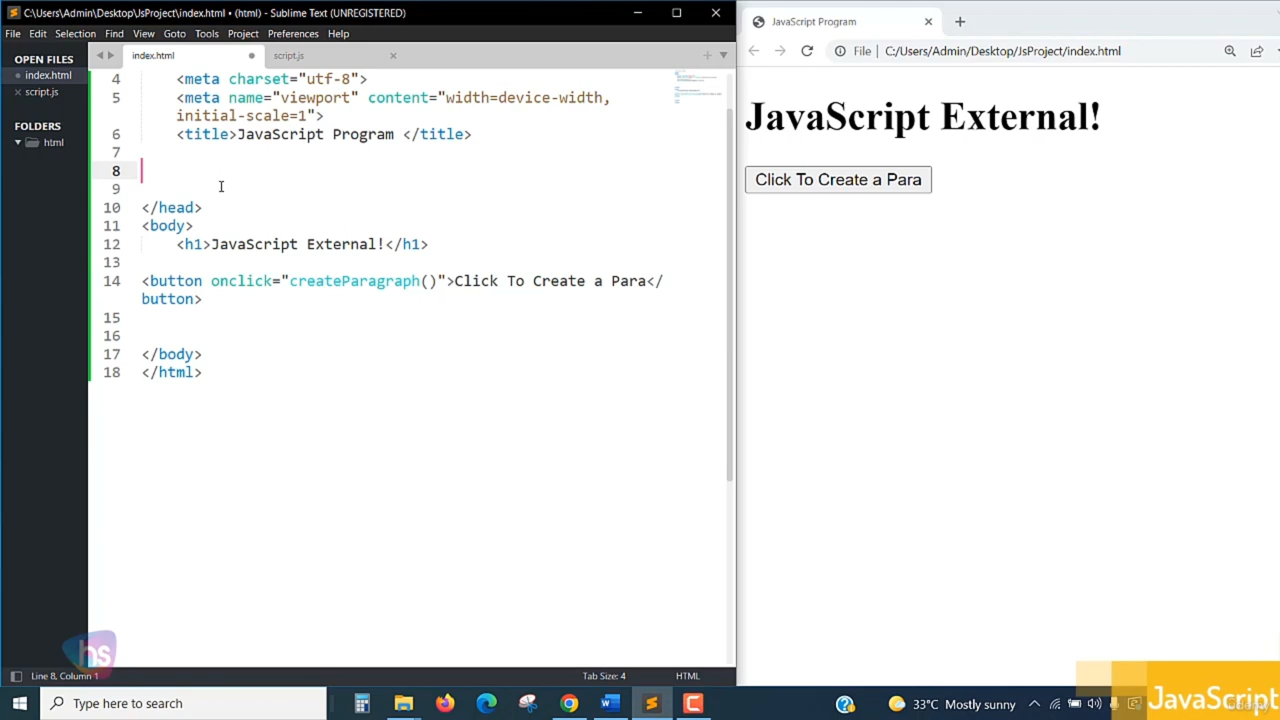 C:\Users\Admin\Desktop\JsProject\index.html • (html) - Sublime Text (UNREGISTERED)
File Edit Selection Find View Goto Tools Project Preferences Help
OPEN FILES
index.html
script.js
FOLDERS
html
index.html script.js
4 <meta charset="utf-8">
5 <meta name="viewport" content="width=device-width,
initial-scale=1">
6 <title>JavaScript Program </title>
7
8
9
10 </head>
11 <body>
12 <h1>JavaScript External!</h1>
13
14 <button onclick="createParagraph()">Click To Create a Para</
button>
15
16
17 </body>
18 </html>
hs
Line 8, Column 1 Tab Size: 4 HTML
JavaScript Program
File C:/Users/Admin/Desktop/JsProject/index.html
JavaScript External!
Click To Create a Para
Type here to search
33°C Mostly sunny
JavaScript